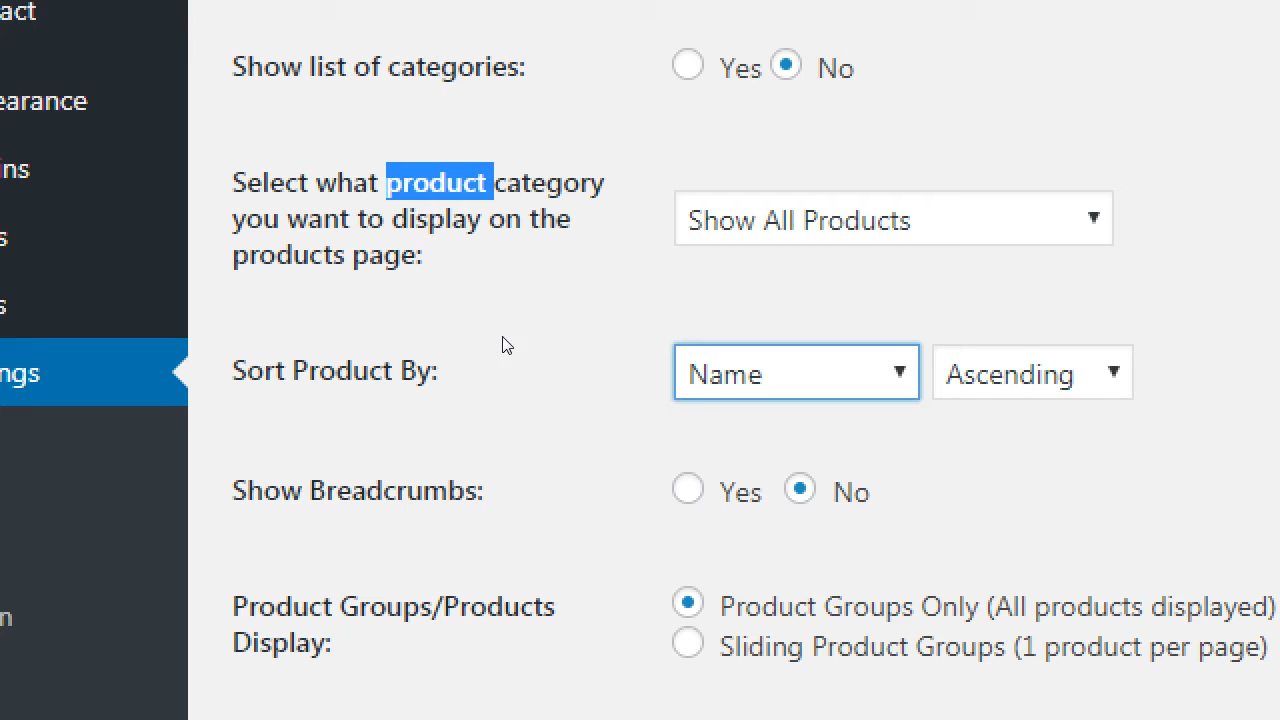 act
Show list of categories:
Yes No
earance
ins
Select what product category
you want to display on the
products page:
Show All Products
s
s
Sort Product By:
Name
Ascending
ngs
Show Breadcrumbs:
Yes No
Product Groups/Products
Display:
Product Groups Only (All products displayed)
Sliding Product Groups (1 product per page)
n